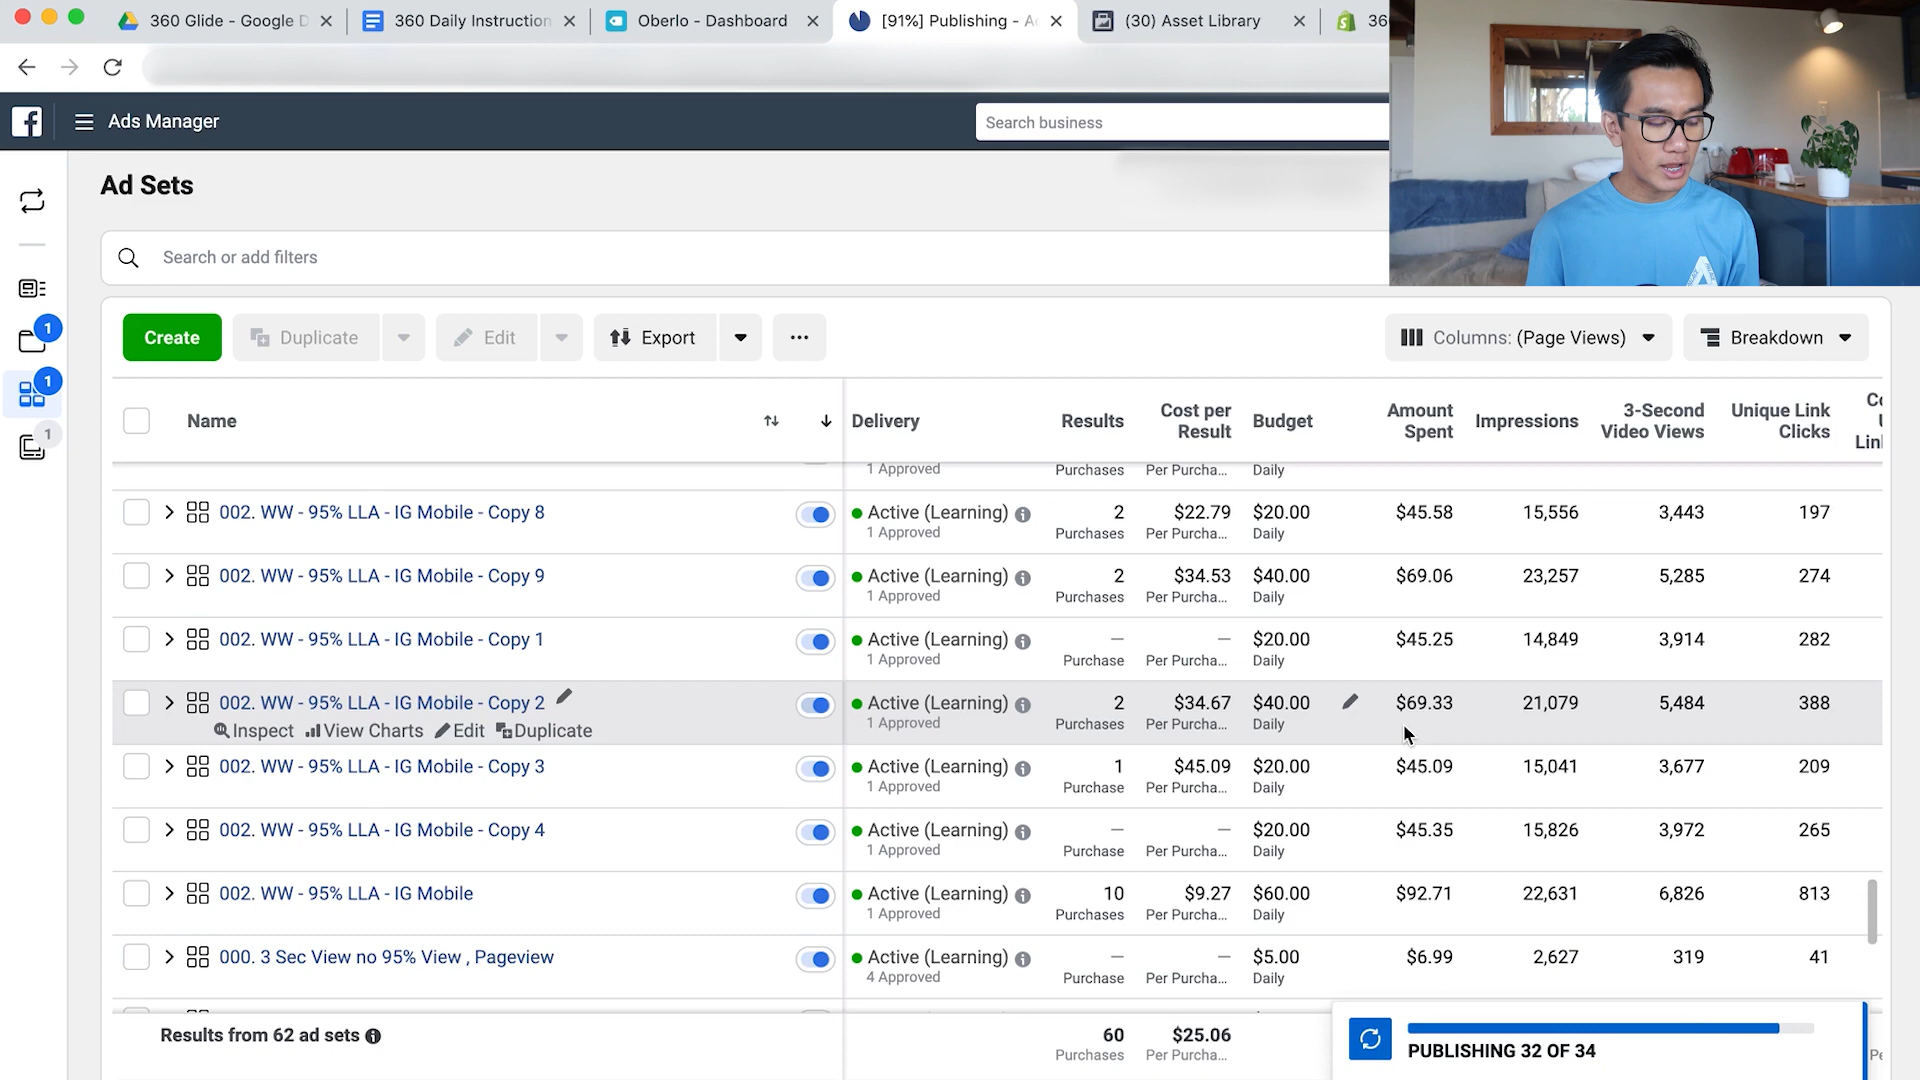 360 Glide - Google D
360 Daily Instruction
Oberlo - Dashboard
[91%] Publishing - A
(30) Asset Library
36
Ads Manager
Search business
Ad Sets
Search or add filters
1
1
1
Create
Duplicate
Edit
Export
Columns: (Page Views)
Breakdown
Name
Delivery
Results
Cost per Result
Budget
Amount Spent
Impressions
3-Second Video Views
Unique Link Clicks
1 Approved
Purchases
Per Purcha...
Daily
002. WW - 95% LLA - IG Mobile - Copy 8
Active (Learning)
2
$22.79
$20.00
$45.58
15,556
3,443
197
1 Approved
Purchases
Per Purcha...
Daily
002. WW - 95% LLA - IG Mobile - Copy 9
Active (Learning)
2
$34.53
$40.00
$69.06
23,257
5,285
274
1 Approved
Purchases
Per Purcha...
Daily
002. WW - 95% LLA - IG Mobile - Copy 1
Active (Learning)
—
—
$20.00
$45.25
14,849
3,914
282
1 Approved
Purchase
Per Purcha...
Daily
002. WW - 95% LLA - IG Mobile - Copy 2
Active (Learning)
2
$34.67
$40.00
$69.33
21,079
5,484
388
Inspect
View Charts
Edit
Duplicate
1 Approved
Purchases
Per Purcha...
Daily
002. WW - 95% LLA - IG Mobile - Copy 3
Active (Learning)
1
$45.09
$20.00
$45.09
15,041
3,677
209
1 Approved
Purchase
Per Purcha...
Daily
002. WW - 95% LLA - IG Mobile - Copy 4
Active (Learning)
—
—
$20.00
$45.35
15,826
3,972
265
1 Approved
Purchase
Per Purcha...
Daily
002. WW - 95% LLA - IG Mobile
Active (Learning)
10
$9.27
$60.00
$92.71
22,631
6,826
813
1 Approved
Purchases
Per Purcha...
Daily
000. 3 Sec View no 95% View , Pageview
Active (Learning)
—
—
$5.00
$6.99
2,627
319
41
4 Approved
Purchase
Per Purcha...
Daily
Results from 62 ad sets
60
$25.06
Purchases
Per Purcha...
PUBLISHING 32 OF 34